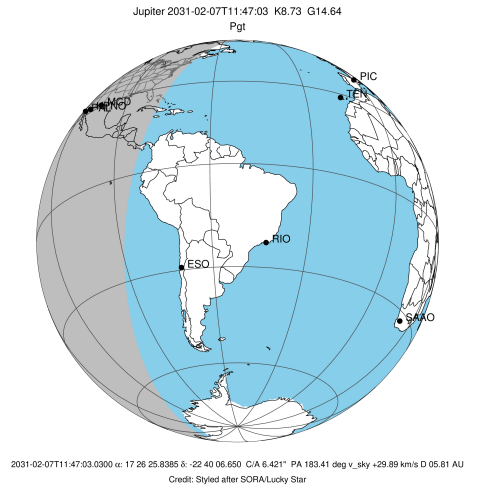 Jupiter 2031-02-07T11:47:03 K8.73 G14.64
Pgt
PIC
TEN
MCD
RIO
ESO
SAAO
2031-02-07T11:47:03.0300 α: 17 26 25.8385 δ: -22 40 06.650 C/A 6.421" PA 183.41 deg v_sky +29.89 km/s D 05.81 AU
Credit: Styled after SORA/Lucky Star